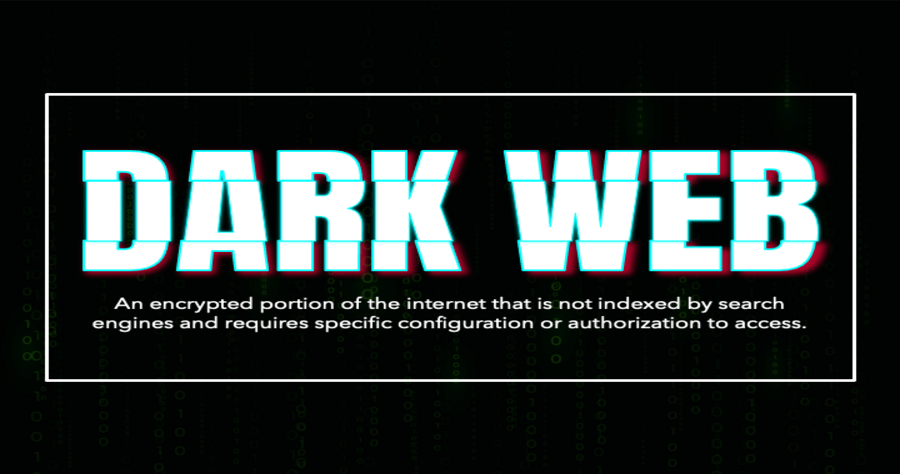 DARK WEB
An encrypted portion of the internet that is not indexed by search
engines and requires specific configuration or authorization to access.